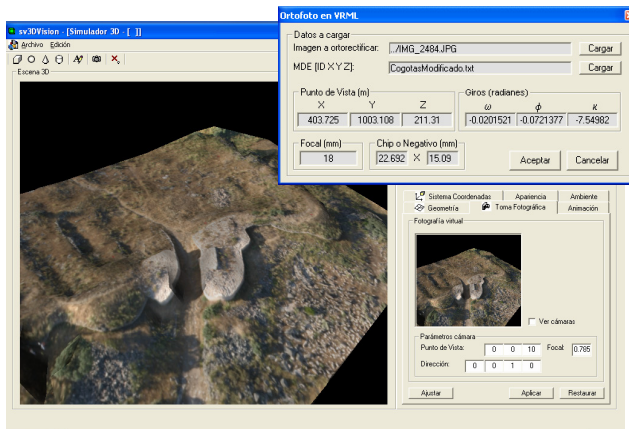 Ortofoto en VRML
Datos a cargar
Imagen a ortorectificar: ../IMG_2484.JPG Cargar
MDE [ID X Y Z]: CogotasModificado.txt Cargar
Punto de Vista (m) Giros (radianes)
X Y Z ω ϕ κ
403.725 1003.108 211.31 -0.0201521 -0.0721377 -7.54982
Focal (mm) Chip o Negativo (mm)
18 22.692 X 15.09 Aceptar Cancelar
sv3DVision - [Simulador 3D - [ ]]
Archivo Edición
Escena 3D
Sistema Coordenadas Apariencia Ambiente
Geometría Toma Fotográfica Animación
Fotografía virtual
Ver cámaras
Parámetros cámara
Punto de Vista: 0 0 10 Focal: 0.785
Dirección: 0 0 1 0
Ajustar Aplicar Restaurar